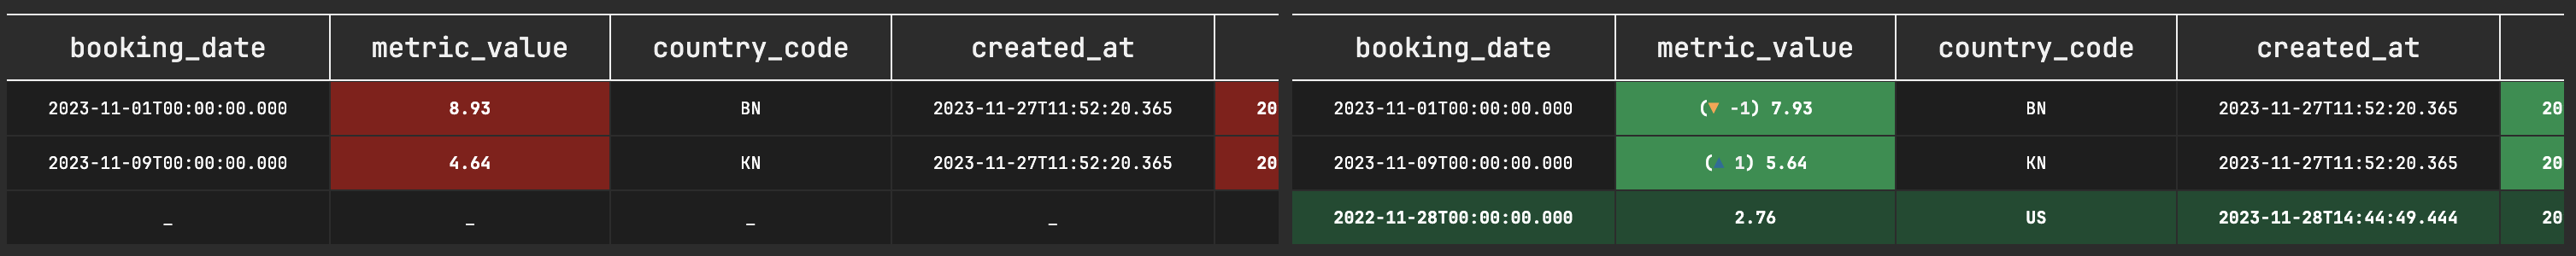 booking_date metric_value country_code created_at booking_date metric_value country_code created_at
2023-11-01T00:00:00.000 8.93 BN 2023-11-27T11:52:20.365 20 2023-11-01T00:00:00.000 (▼ -1) 7.93 BN 2023-11-27T11:52:20.365 20
2023-11-09T00:00:00.000 4.64 KN 2023-11-27T11:52:20.365 20 2023-11-09T00:00:00.000 (▲ 1) 5.64 KN 2023-11-27T11:52:20.365 20
_ _ _ _ 2022-11-28T00:00:00.000 2.76 US 2023-11-28T14:44:49.444 20